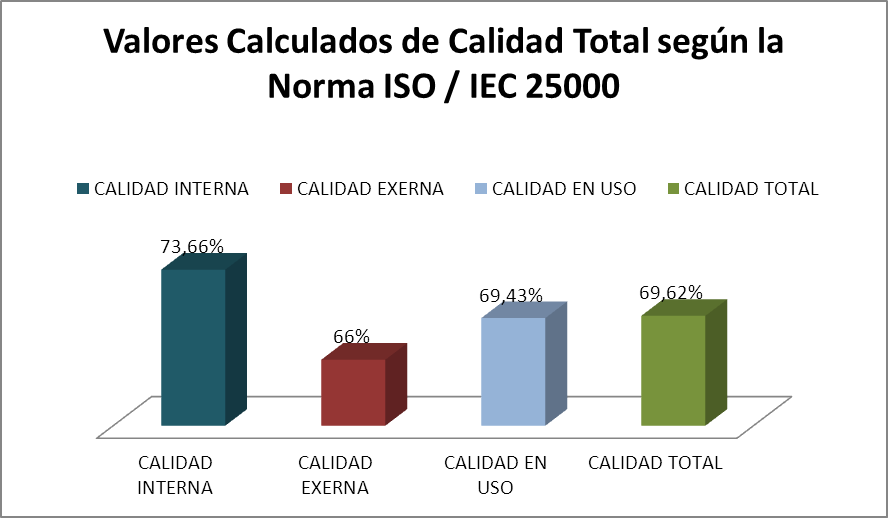 Valores Calculados de Calidad Total según la
Norma ISO / IEC 25000
CALIDAD INTERNA CALIDAD EXERNA CALIDAD EN USO CALIDAD TOTAL
73,66%
66%
69,43%
69,62%
CALIDAD
INTERNA
CALIDAD
EXERNA
CALIDAD EN
USO
CALIDAD TOTAL